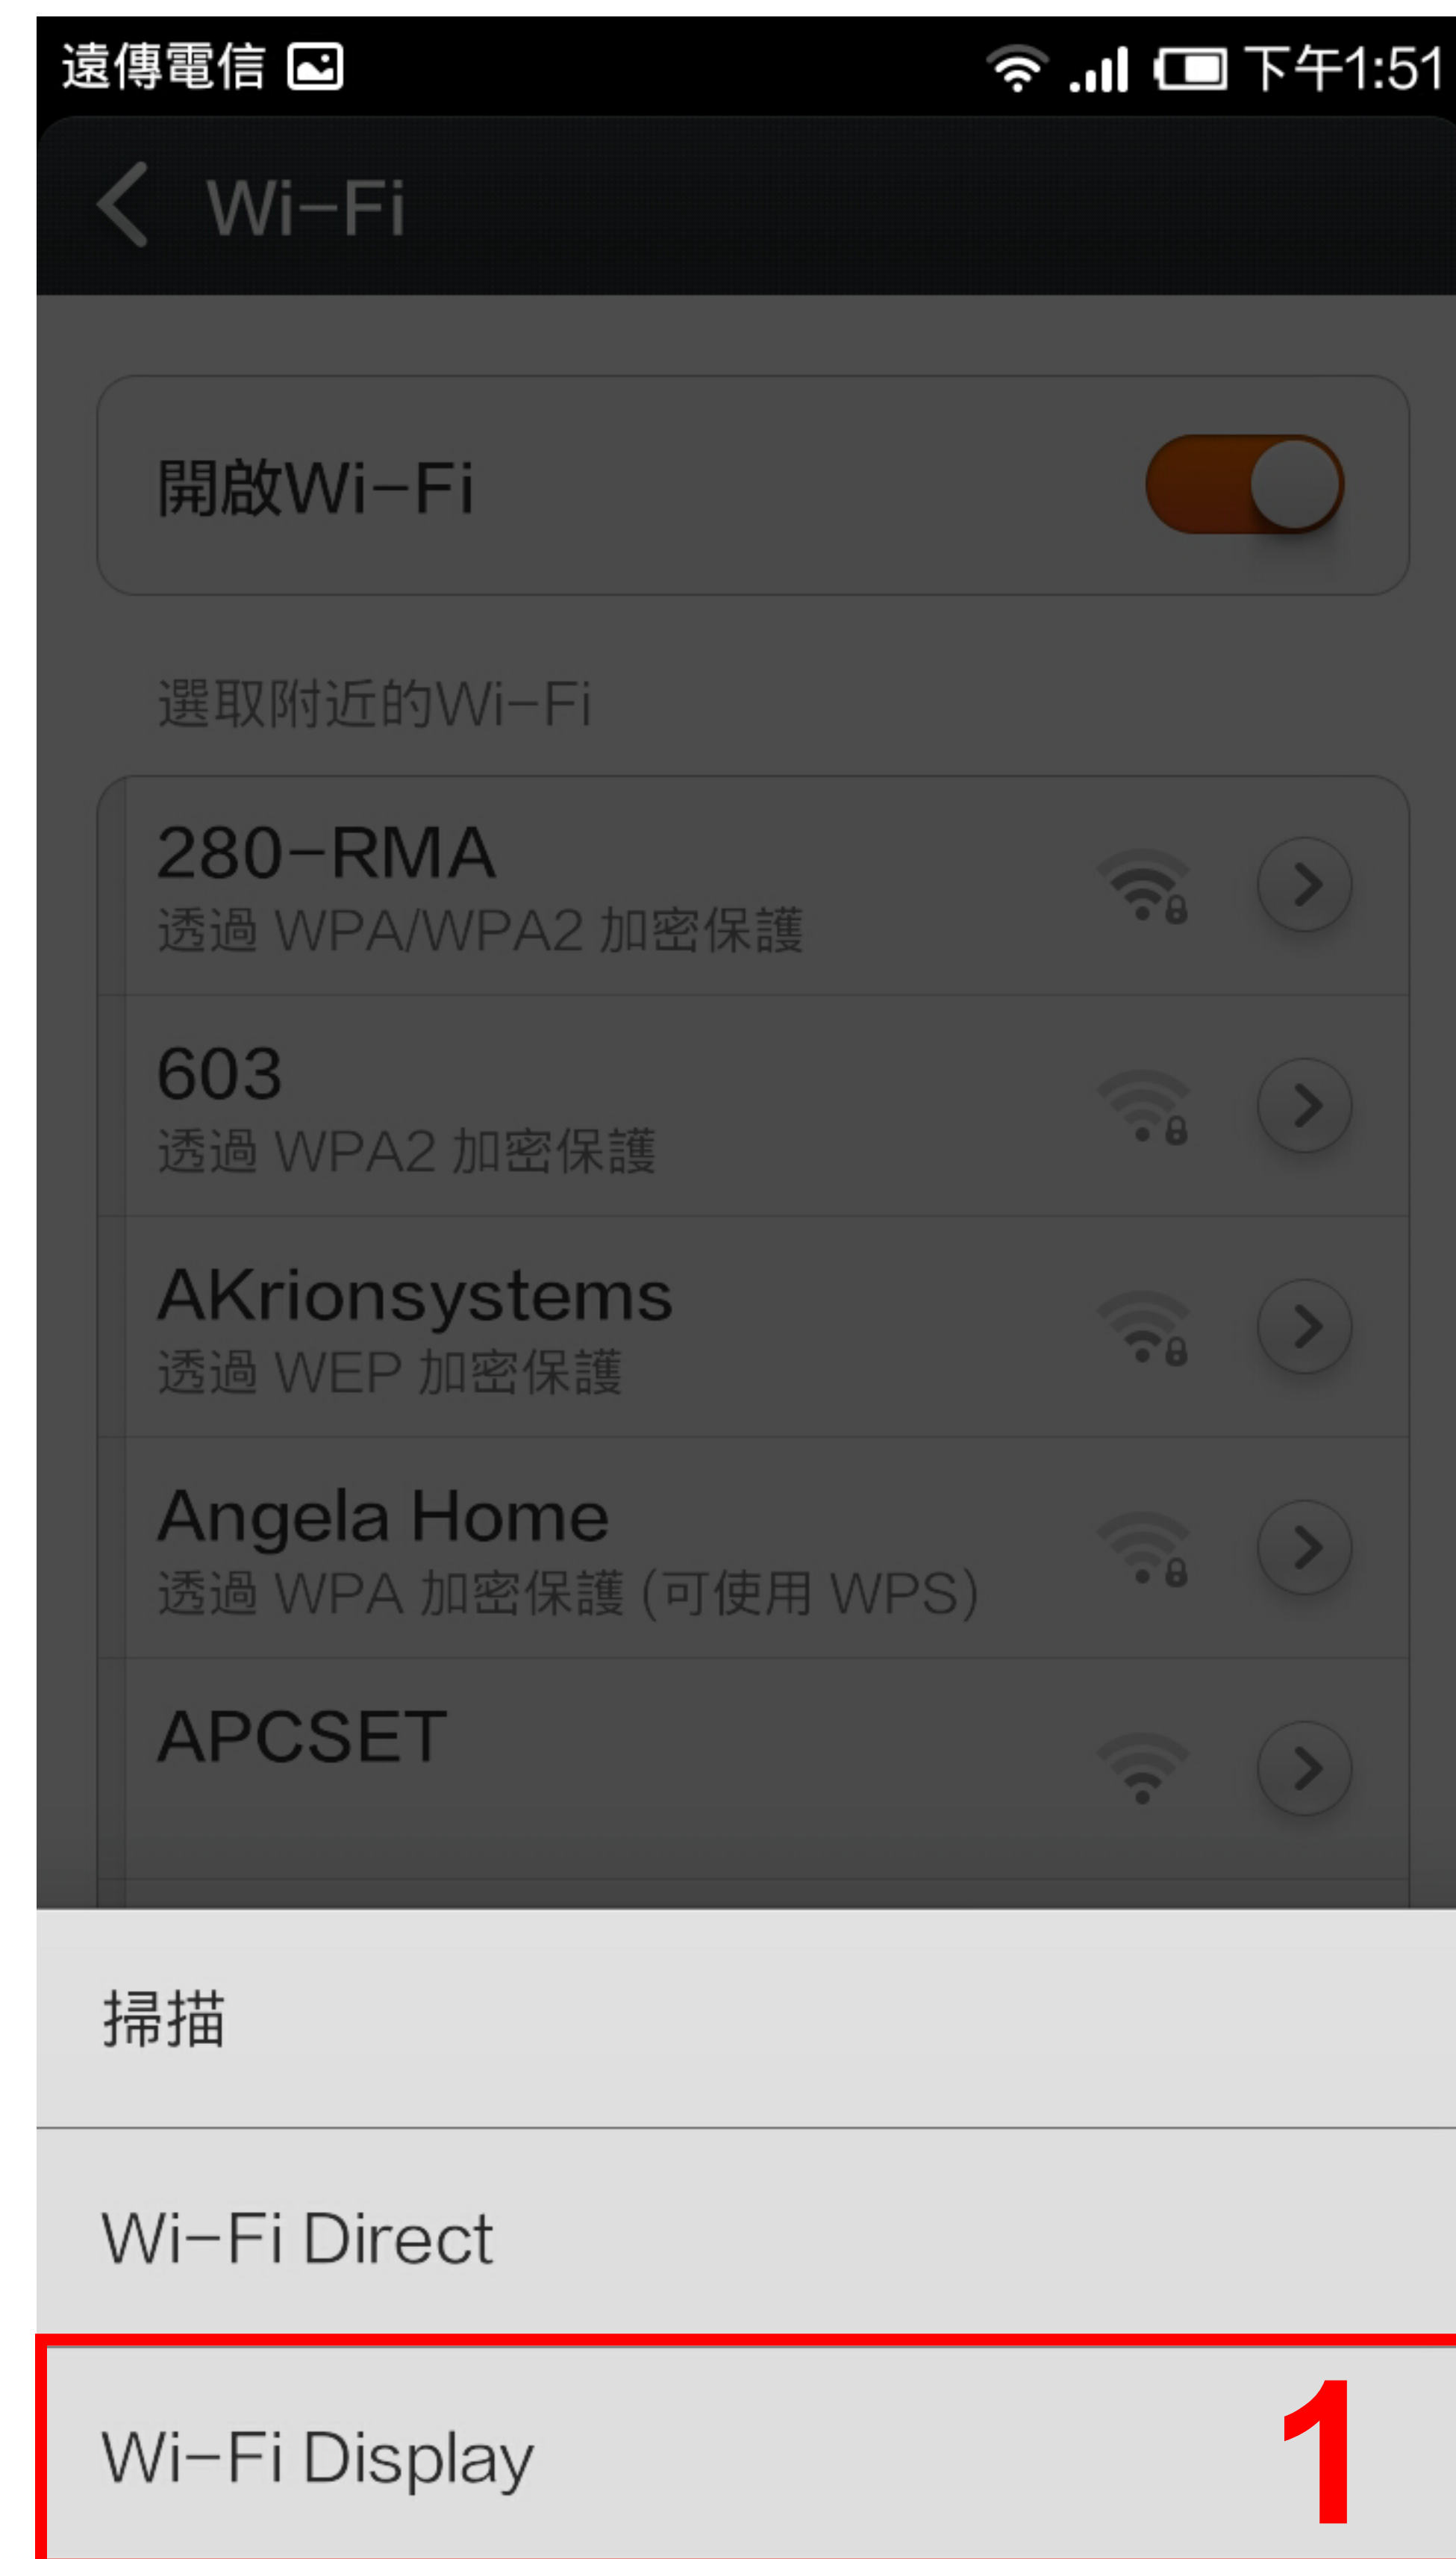 遠傳電信 下午1:51
Wi-Fi
開啟Wi-Fi
選取附近的Wi-Fi
280-RMA
透過 WPA/WPA2 加密保護
603
透過 WPA2 加密保護
AKrionsystems
透過 WEP 加密保護
Angela Home
透過 WPA 加密保護 (可使用 WPS)
APCSET
掃描
Wi-Fi Direct
Wi-Fi Display 1